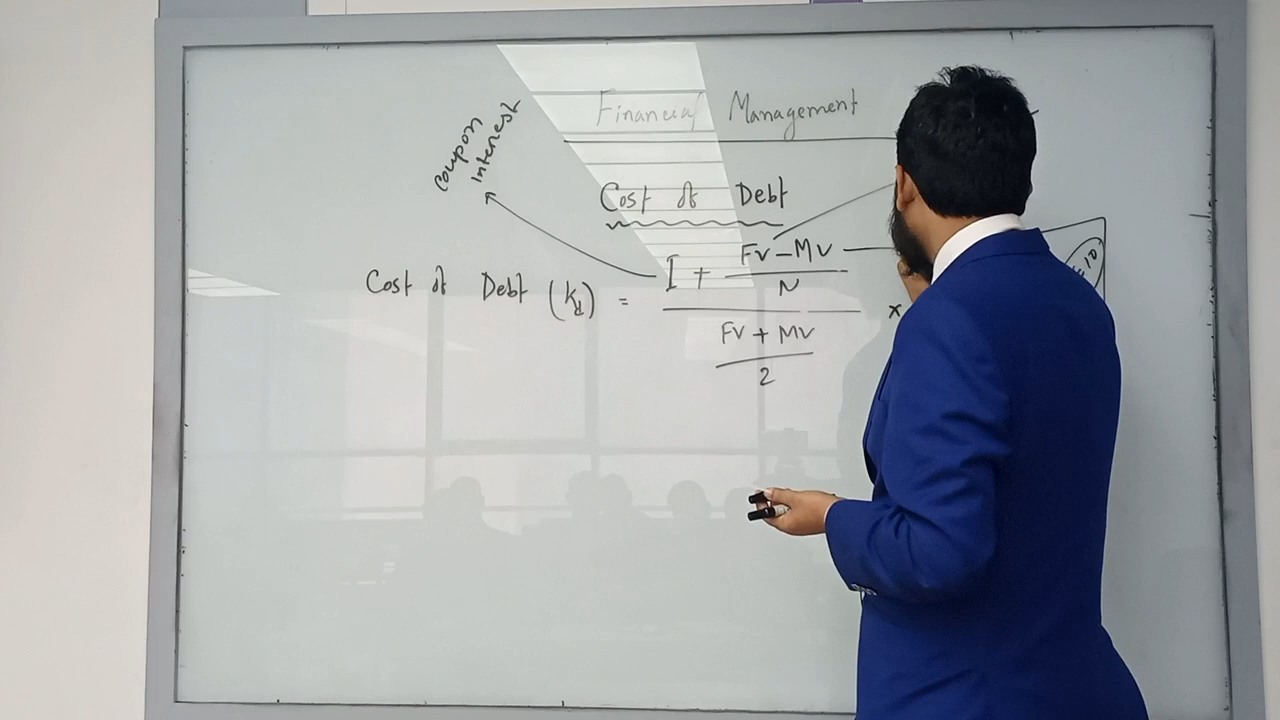 Financial Management
Coupon
interest
Cost of Debt
Cost of Debt (Kd) = I + FV - MV
N
FV + MV
2
x